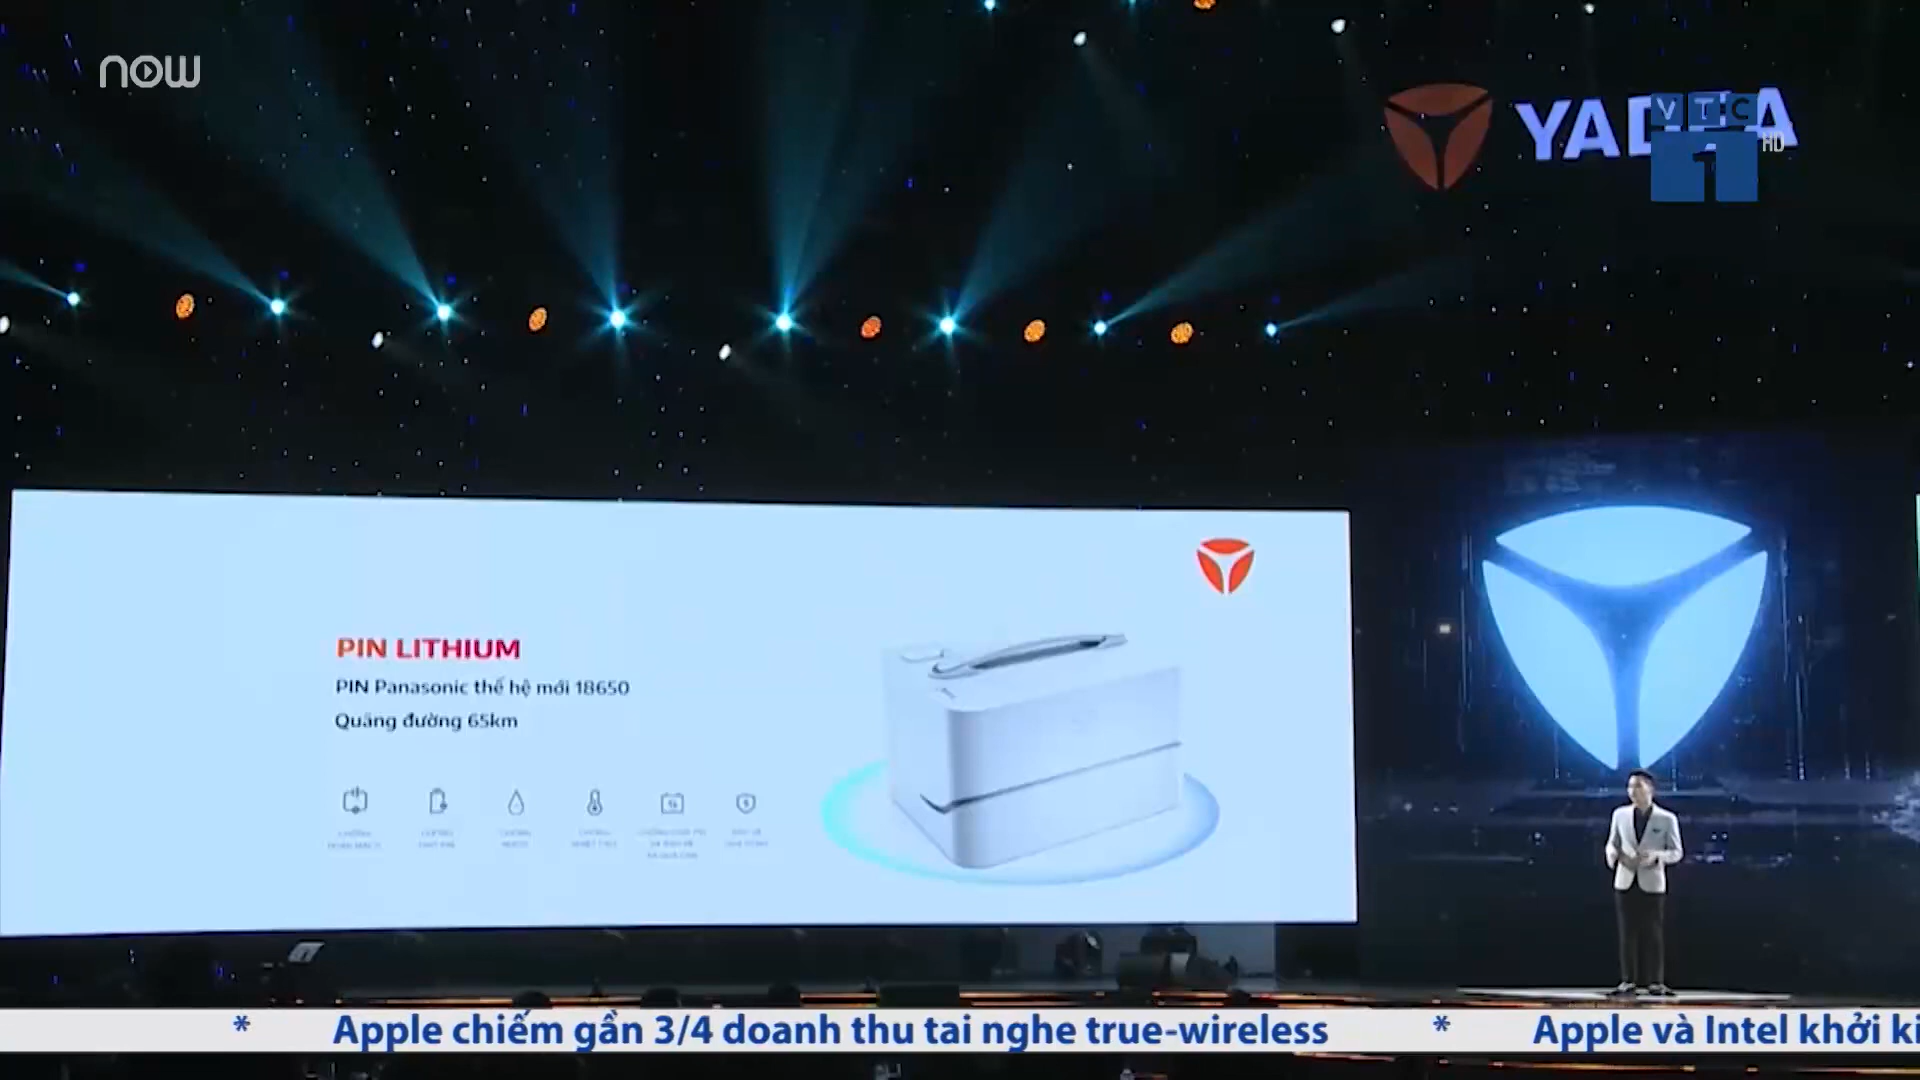 now
YADEA
VTC
1
HD
PIN LITHIUM
PIN Panasonic thế hệ mới 18650
Quãng đường 65km
* Apple chiếm gần 3/4 doanh thu tai nghe true-wireless * Apple và Intel khởi ki